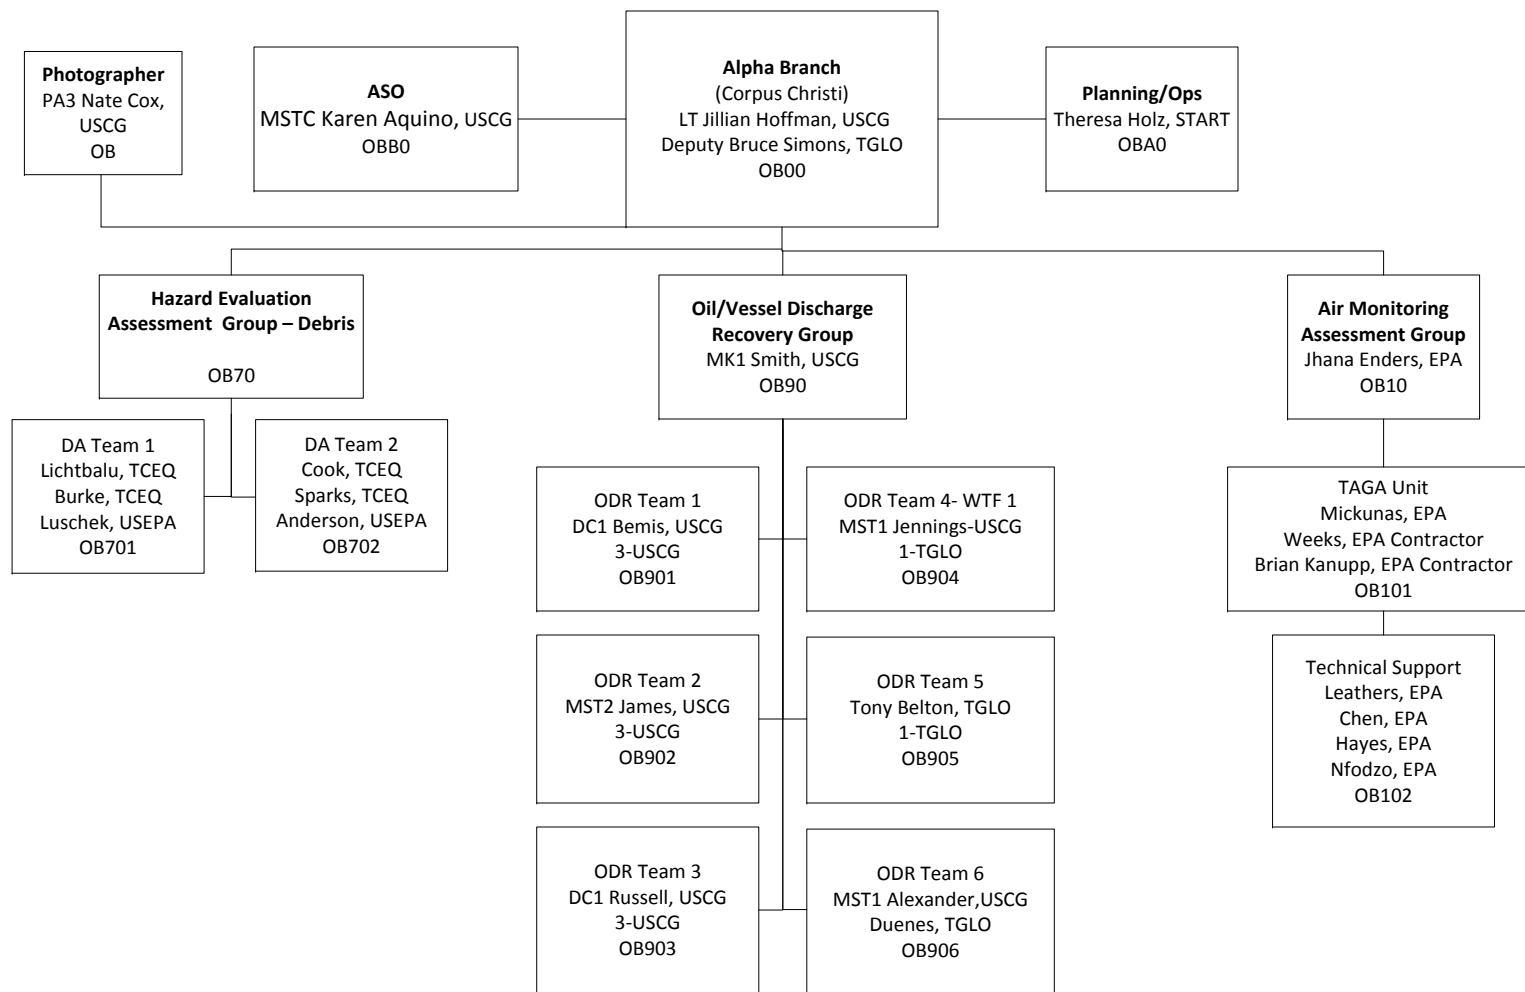 Photographer
PA3 Nate Cox,
USCG
OB
ASO
MSTC Karen Aquino, USCG
OBB0
Alpha Branch
(Corpus Christi)
LT Jillian Hoffman, USCG
Deputy Bruce Simons, TGLO
OB00
Planning/Ops
Theresa Holz, START
OBA0
Hazard Evaluation
Assessment Group – Debris
OB70
Oil/Vessel Discharge
Recovery Group
MK1 Smith, USCG
OB90
Air Monitoring
Assessment Group
Jhana Enders, EPA
OB10
DA Team 1
Lichtbalu, TCEQ
Burke, TCEQ
Luschek, USEPA
OB701
DA Team 2
Cook, TCEQ
Sparks, TCEQ
Anderson, USEPA
OB702
ODR Team 1
DC1 Bemis, USCG
3-USCG
OB901
ODR Team 4- WTF 1
MST1 Jennings-USCG
1-TGLO
OB904
TAGA Unit
Mickunas, EPA
Weeks, EPA Contractor
Brian Kanupp, EPA Contractor
OB101
ODR Team 2
MST2 James, USCG
3-USCG
OB902
ODR Team 5
Tony Belton, TGLO
1-TGLO
OB905
Technical Support
Leathers, EPA
Chen, EPA
Hayes, EPA
Nfodzo, EPA
OB102
ODR Team 3
DC1 Russell, USCG
3-USCG
OB903
ODR Team 6
MST1 Alexander,USCG
Duenes, TGLO
OB906